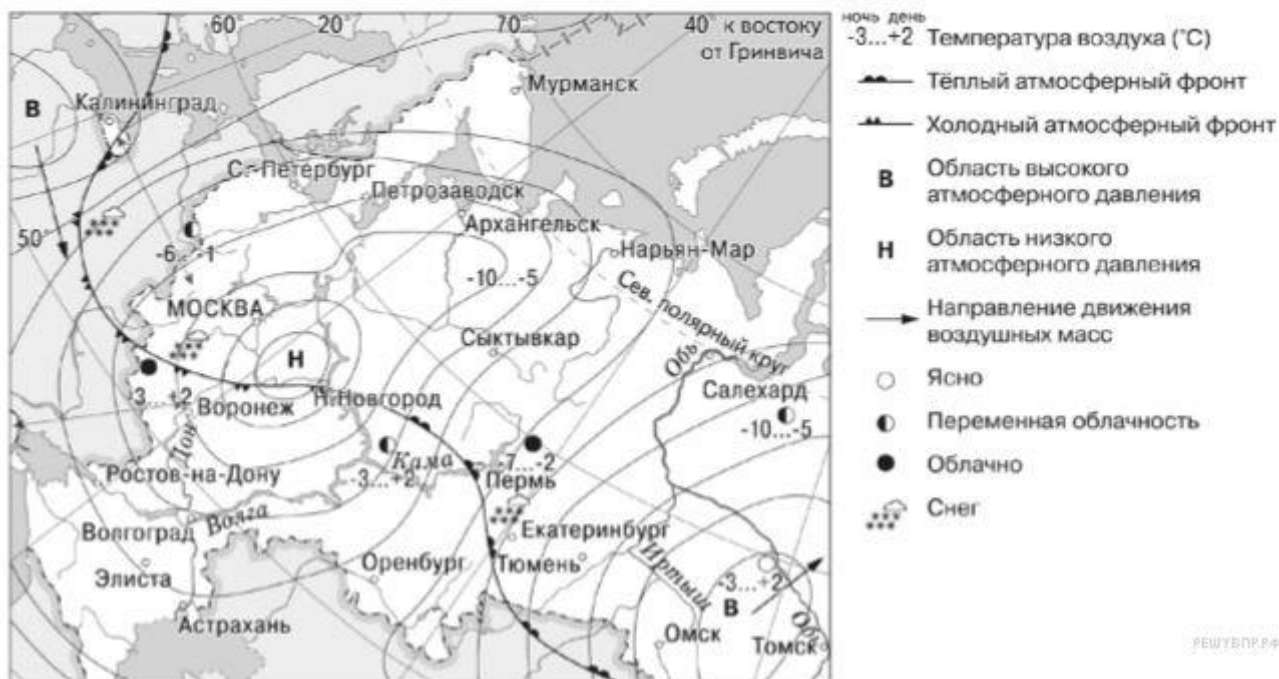 60° 20° 70° 40° к востоку
от Гринвича
Мурманск
В
Калининград
С.-Петербург
Петрозаводск
Архангельск
50°
-6...-1
Нарьян-Мар
-10...-5
Сев. полярный круг
МОСКВА
Н
Сыктывкар
Обь
Салехард
-3...+2
Воронеж
Н.Новгород
-10...-5
Дон
Кама
-7...-2
Ростов-на-Дону
-3...+2
Пермь
Волга
Волгоград
Екатеринбург
Оренбург
Тюмень
Иртыш
Элиста
-3...+2
В
Обь
Астрахань
Омск
Томск
ночь день
-3...+2 Температура воздуха (°С)
Тёплый атмосферный фронт
Холодный атмосферный фронт
В Область высокого
атмосферного давления
Н Область низкого
атмосферного давления
Направление движения
воздушных масс
Ясно
Переменная облачность
Облачно
Снег
РЕШУВПР.РФ